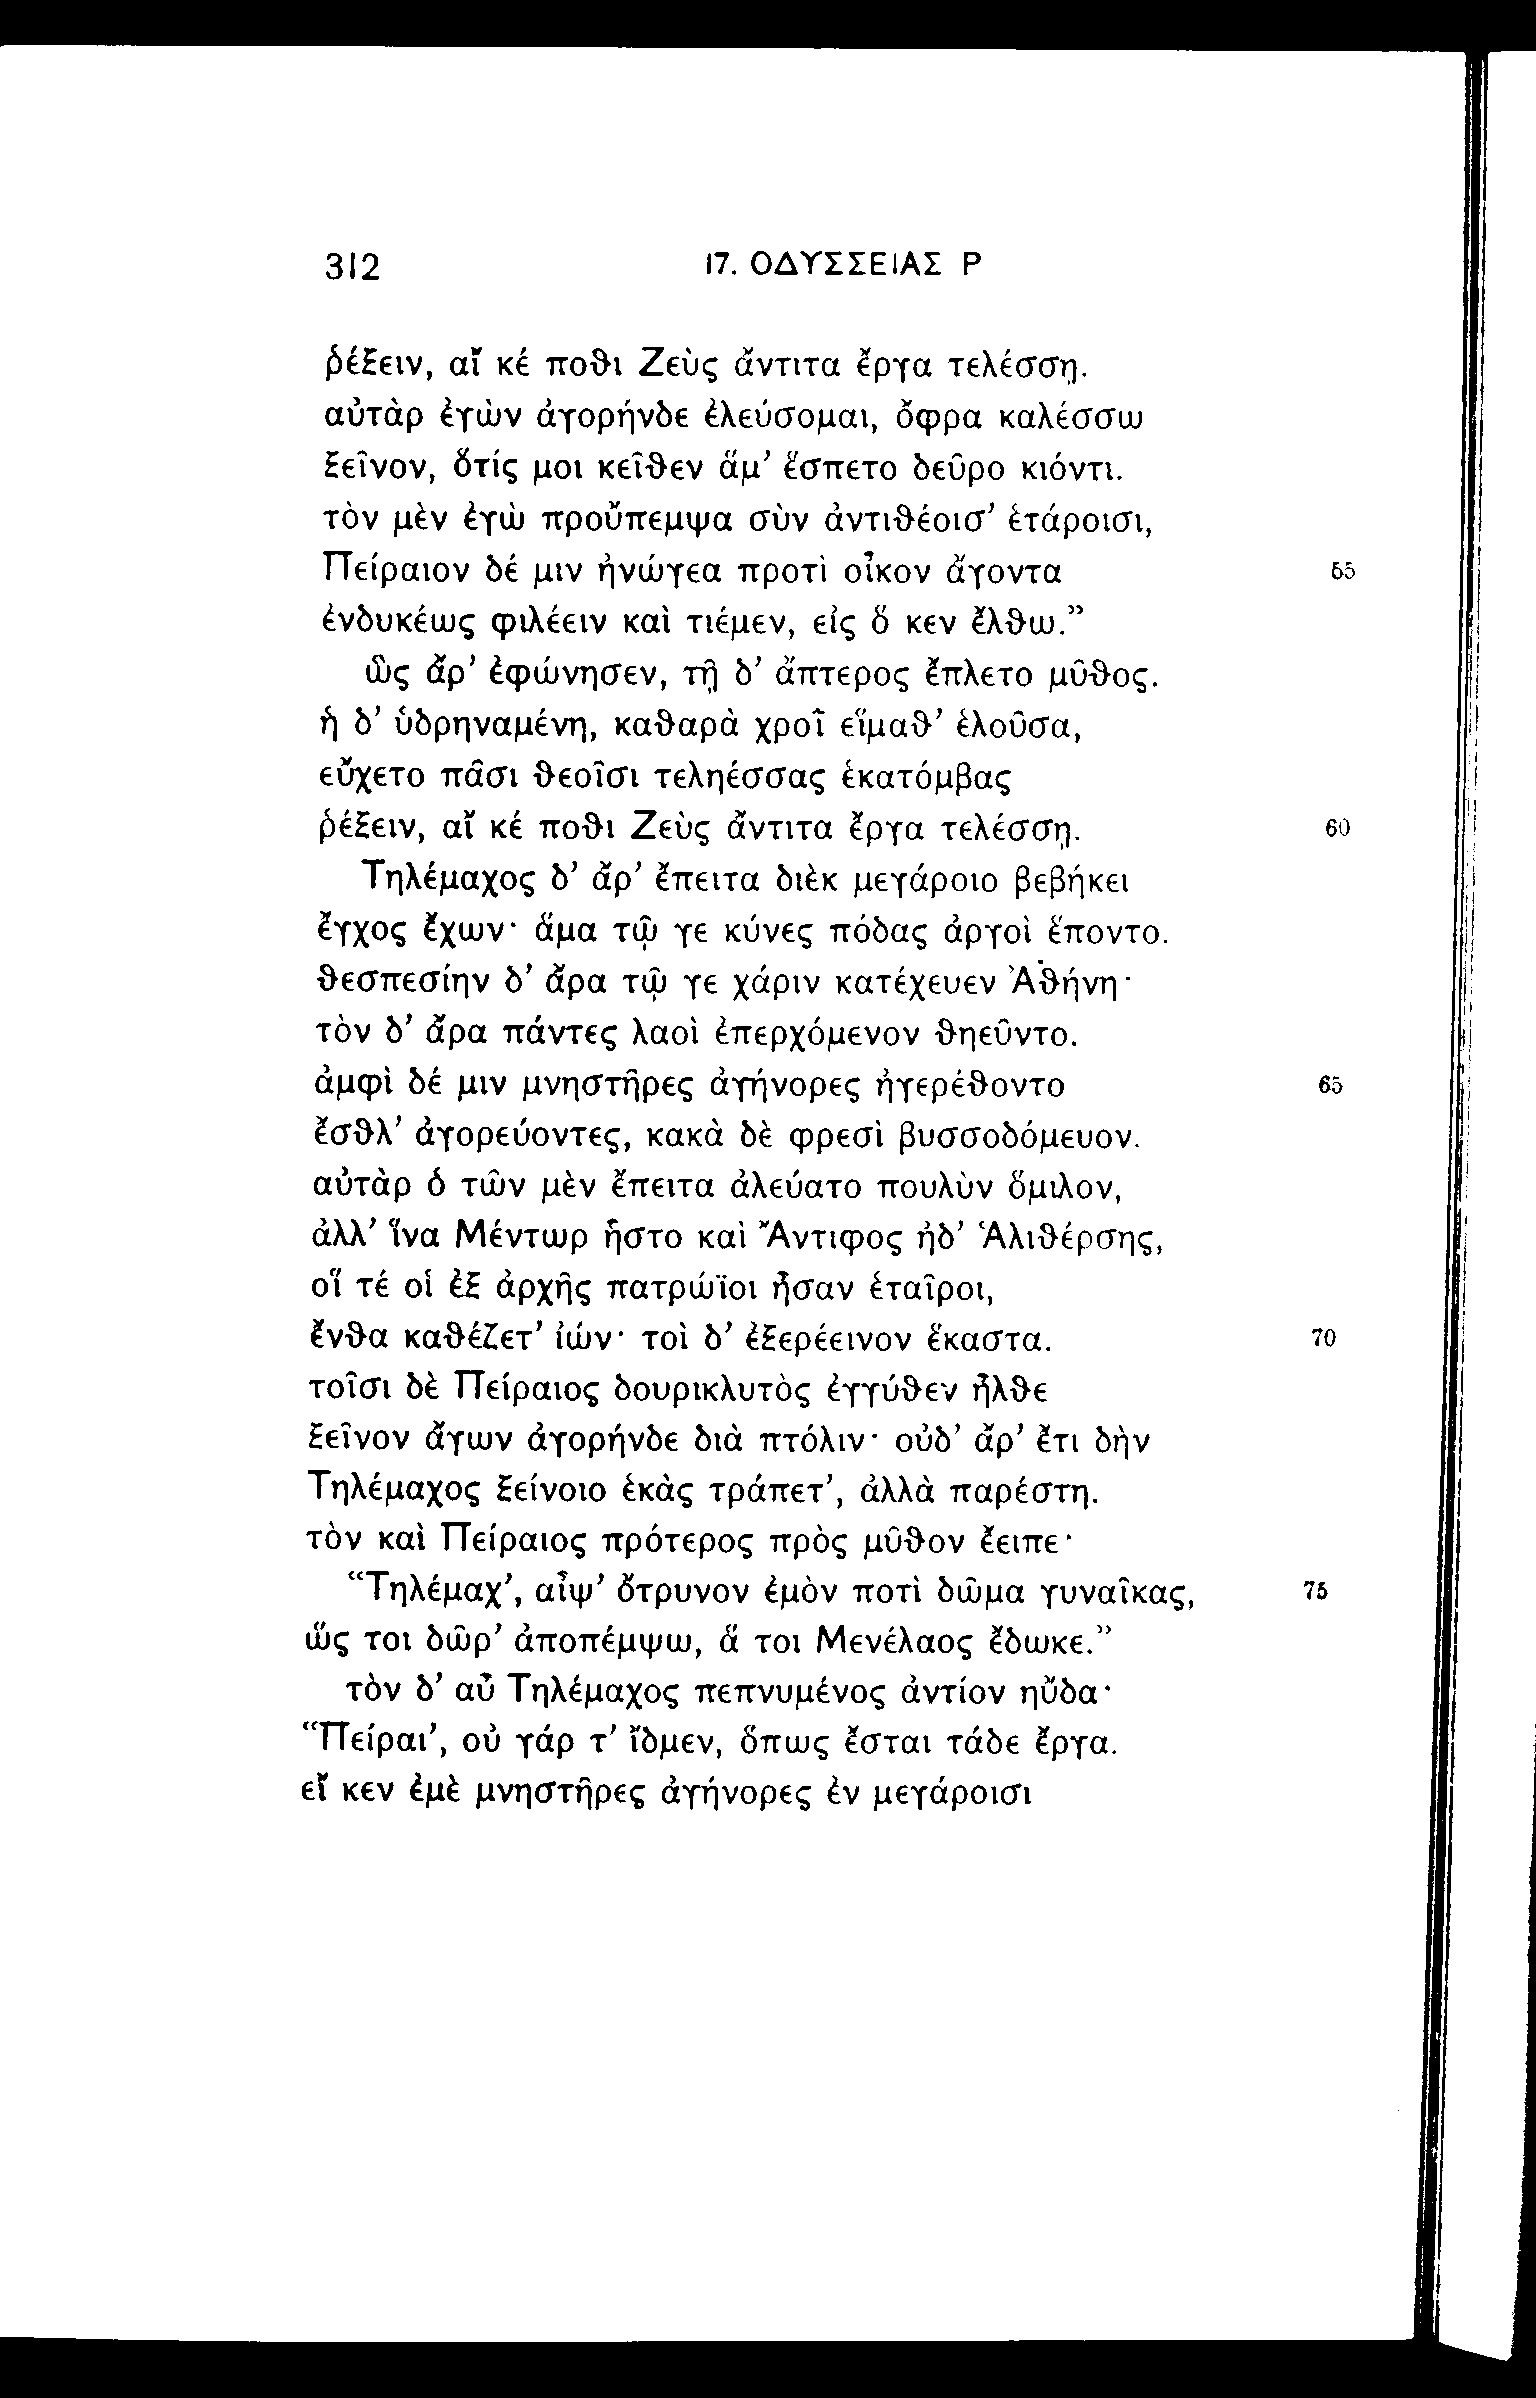 312 17. ΟΔΥΣΣΕΙΑΣ Ρ
ῥέξειν, αἴ κέ ποθι Ζεὺς ἄντιτα ἔργα τελέσσῃ.
αὐτὰρ ἐγὼν ἀγορήνδε ἐλεύσομαι, ὄφρα καλέσσω
ξεῖνον, ὅτίς μοι κεῖθεν ἅμ’ ἕσπετο δεῦρο κιόντι.
τὸν μὲν ἐγὼ προὔπεμψα σὺν ἀντιθέοισ’ ἑτάροισι,
Πείραιον δέ μιν ἠνώγεα προτὶ οἶκον ἄγοντα 55
ἐνδυκέως φιλέειν καὶ τιέμεν, εἰς ὅ κεν ἔλθω.”
ὣς ἄρ’ ἐφώνησεν, τῇ δ’ ἄπτερος ἔπλετο μῦθος.
ἡ δ’ ὑδρηναμένη, καθαρὰ χροῒ εἵμαθ’ ἑλοῦσα,
εὔχετο πᾶσι θεοῖσι τεληέσσας ἑκατόμβας
ῥέξειν, αἴ κέ ποθι Ζεὺς ἄντιτα ἔργα τελέσσῃ. 60
Τηλέμαχος δ’ ἄρ’ ἔπειτα διὲκ μεγάροιο βεβήκει
ἔγχος ἔχων· ἅμα τῷ γε κύνες πόδας ἀργοὶ ἕποντο.
θεσπεσίην δ’ ἄρα τῷ γε χάριν κατέχευεν Ἀθήνη·
τὸν δ’ ἄρα πάντες λαοὶ ἐπερχόμενον θηεῦντο.
ἀμφὶ δέ μιν μνηστῆρες ἀγήνορες ἠγερέθοντο 65
ἔσθλ’ ἀγορεύοντες, κακὰ δὲ φρεσὶ βυσσοδόμευον.
αὐτὰρ ὁ τῶν μὲν ἔπειτα ἀλεύατο πουλὺν ὅμιλον,
ἀλλ’ ἵνα Μέντωρ ἧστο καὶ Ἄντιφος ἠδ’ Ἁλιθέρσης,
οἵ τέ οἱ ἐξ ἀρχῆς πατρώϊοι ἦσαν ἑταῖροι,
ἔνθα καθέζετ’ ἰών· τοὶ δ’ ἐξερέεινον ἕκαστα. 70
τοῖσι δὲ Πείραιος δουρικλυτὸς ἐγγύθεν ἦλθε
ξεῖνον ἄγων ἀγορήνδε διὰ πτόλιν· οὐδ’ ἄρ’ ἔτι δὴν
Τηλέμαχος ξείνοιο ἑκὰς τράπετ’, ἀλλὰ παρέστη.
τὸν καὶ Πείραιος πρότερος πρὸς μῦθον ἔειπε·
“Τηλέμαχ’, αἶψ’ ὄτρυνον ἐμὸν ποτὶ δῶμα γυναῖκας, 75
ὥς τοι δῶρ’ ἀποπέμψω, ἅ τοι Μενέλαος ἔδωκε.”
τὸν δ’ αὖ Τηλέμαχος πεπνυμένος ἀντίον ηὔδα·
“Πείραι’, οὐ γάρ τ’ ἴδμεν, ὅπως ἔσται τάδε ἔργα.
εἴ κεν ἐμὲ μνηστῆρες ἀγήνορες ἐν μεγάροισι